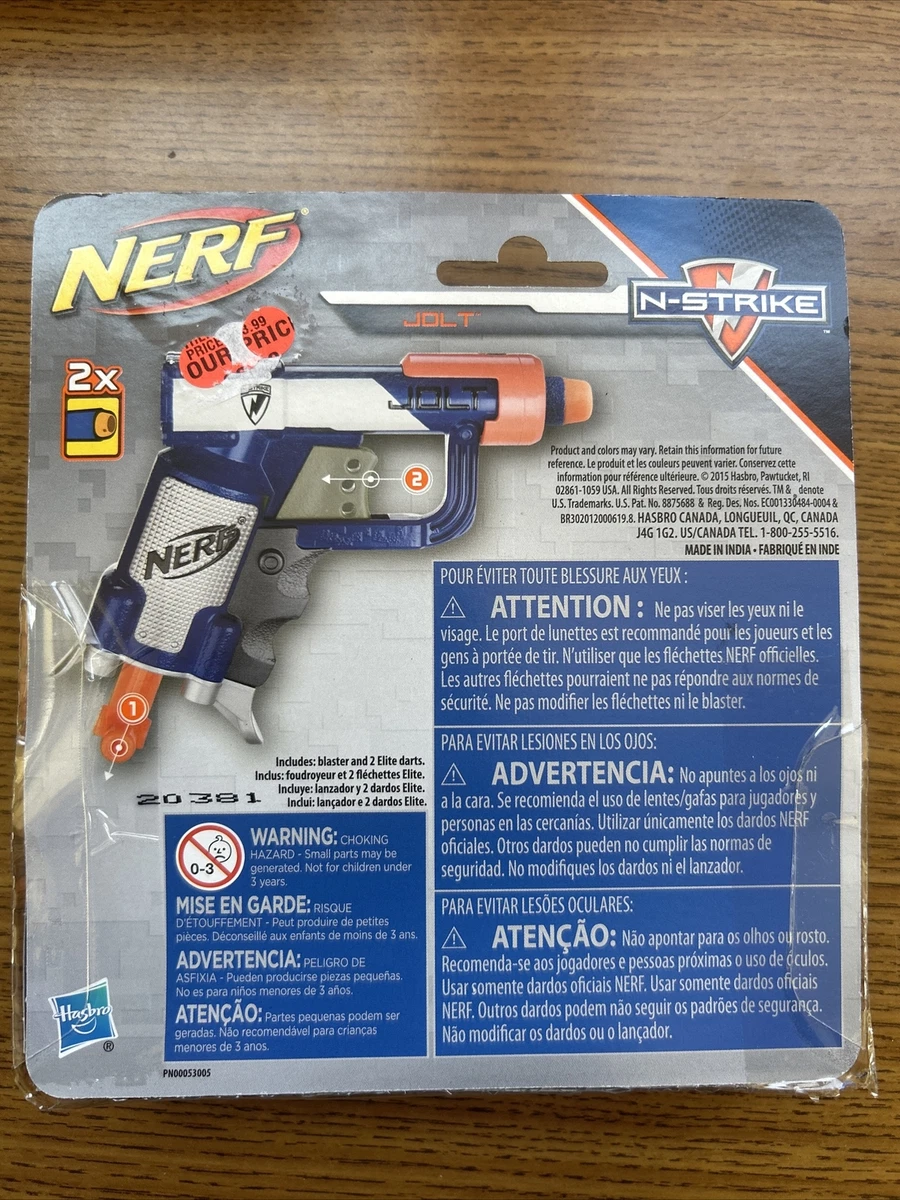 NERF®
N-STRIKE™
JOLT™
PRICE 3.99
OUR PRIC
2x
N-STRIKE
JOLT
2
NERF®
1
Product and colors may vary. Retain this information for future
reference. Le produit et les couleurs peuvent varier. Conservez cette
information pour référence ultérieure. © 2015 Hasbro, Pawtucket, RI
02861-1059 USA. All Rights Reserved. Tous droits réservés. TM & ® denote
U.S. Trademarks. U.S. Pat. No. 8875688 & Reg. Des. Nos. EC001330484-0004 &
BR302012000619.8. HASBRO CANADA, LONGUEUIL, QC, CANADA
J4G 1G2. US/CANADA TEL. 1-800-255-5516.
MADE IN INDIA • FABRIQUÉ EN INDE
POUR ÉVITER TOUTE BLESSURE AUX YEUX :
⚠ ATTENTION : Ne pas viser les yeux ni le
visage. Le port de lunettes est recommandé pour les joueurs et les
gens à portée de tir. N'utiliser que les fléchettes NERF officielles.
Les autres fléchettes pourraient ne pas répondre aux normes de
sécurité. Ne pas modifier les fléchettes ni le blaster.
PARA EVITAR LESIONES EN LOS OJOS:
⚠ ADVERTENCIA: No apuntes a los ojos ni
a la cara. Se recomienda el uso de lentes/gafas para jugadores y
personas en las cercanías. Utilizar únicamente los dardos NERF
oficiales. Otros dardos pueden no cumplir las normas de
seguridad. No modifiques los dardos ni el lanzador.
PARA EVITAR LESÕES OCULARES:
⚠ ATENÇÃO: Não apontar para os olhos ou rosto.
Recomenda-se aos jogadores e pessoas próximas o uso de óculos.
Usar somente dardos oficiais NERF. Usar somente dardos oficiais
NERF. Outros dardos podem não seguir os padrões de segurança.
Não modificar os dardos ou o lançador.
Includes: blaster and 2 Elite darts.
Inclus: foudroyeur et 2 fléchettes Elite.
Incluye: lanzador y 2 dardos Elite.
Inclui: lançador e 2 dardos Elite.
20381
0-3
WARNING: CHOKING
HAZARD - Small parts may be
generated. Not for children under
3 years.
MISE EN GARDE: RISQUE
D'ÉTOUFFEMENT - Peut produire de petites
pièces. Déconseillé aux enfants de moins de 3 ans.
ADVERTENCIA: PELIGRO DE
ASFIXIA - Pueden producirse piezas pequeñas.
No es para niños menores de 3 años.
ATENÇÃO: Partes pequenas podem ser
geradas. Não recomendável para crianças
menores de 3 anos.
Hasbro®
PN00053005